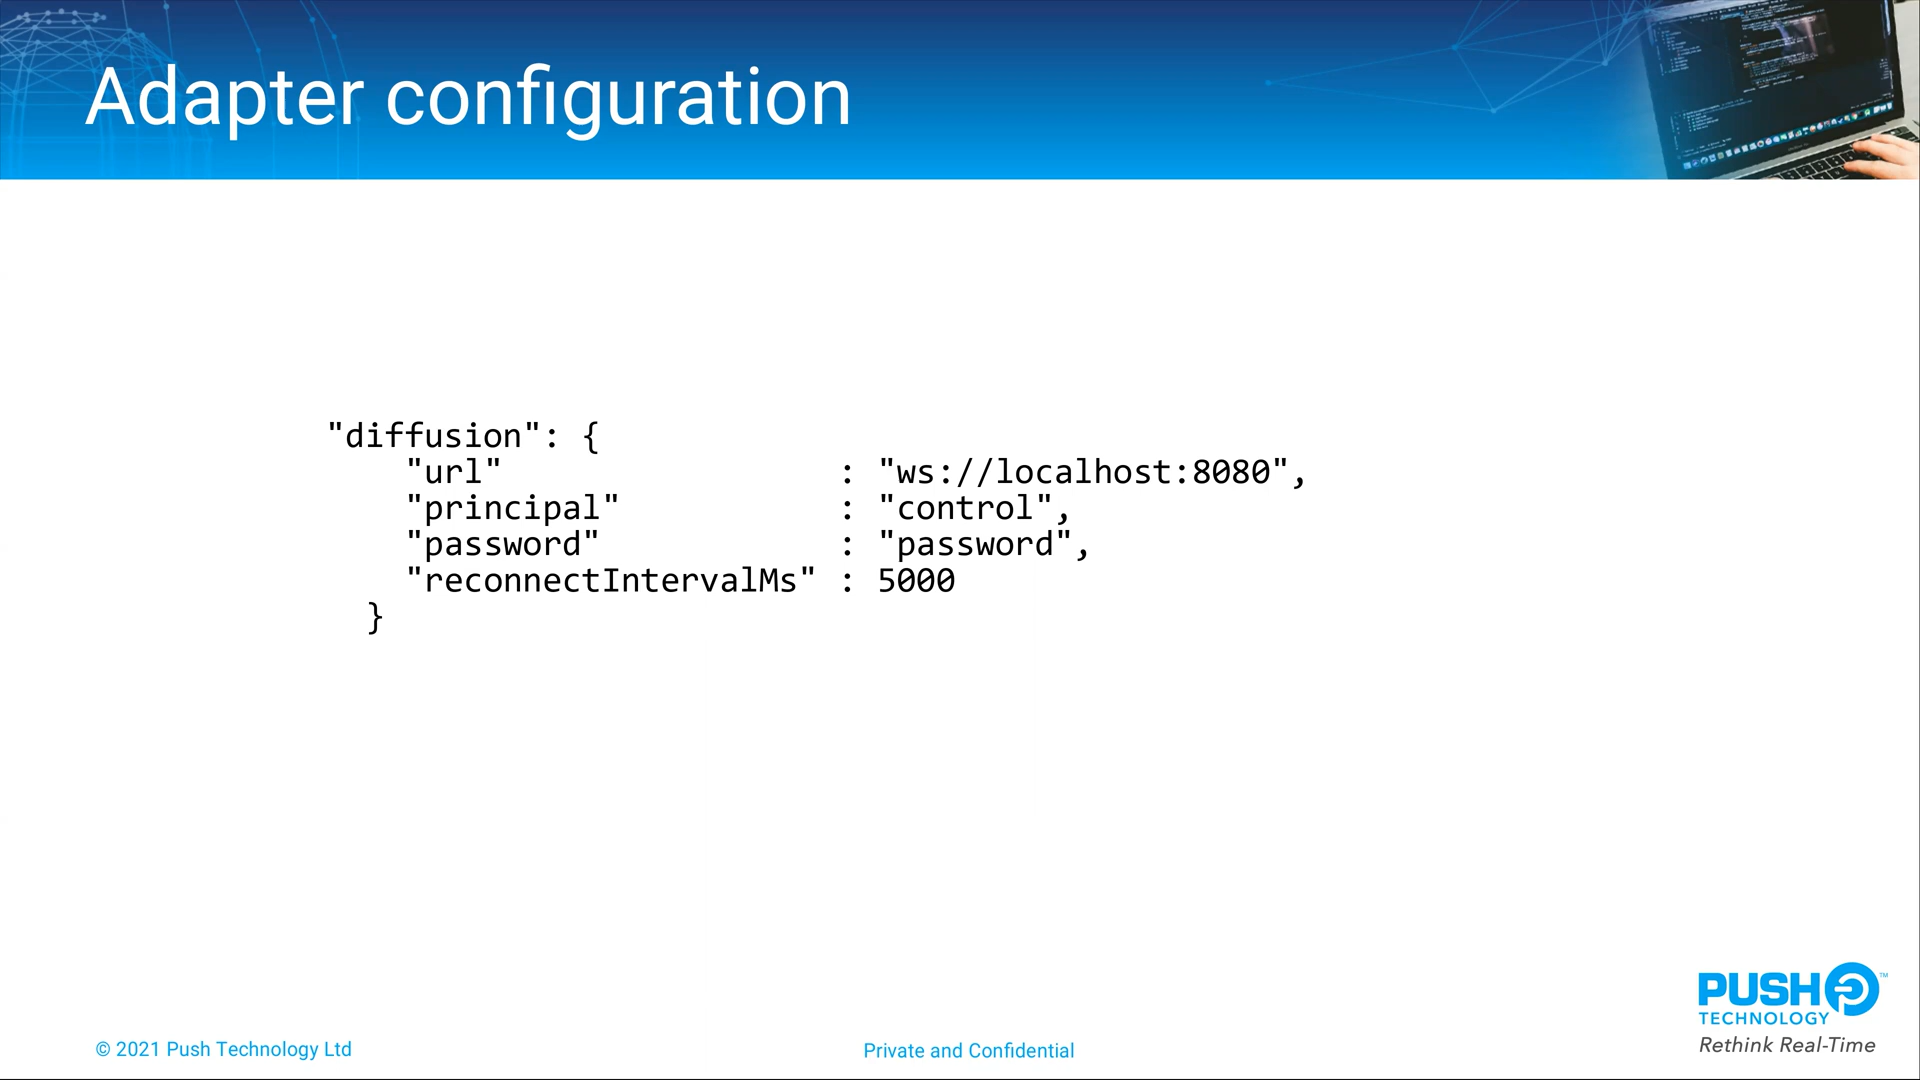 Adapter configuration
"diffusion": {
"url" : "ws://localhost:8080",
"principal" : "control",
"password" : "password",
"reconnectIntervalMs" : 5000
}
© 2021 Push Technology Ltd
Private and Confidential
PUSH™
TECHNOLOGY
Rethink Real-Time